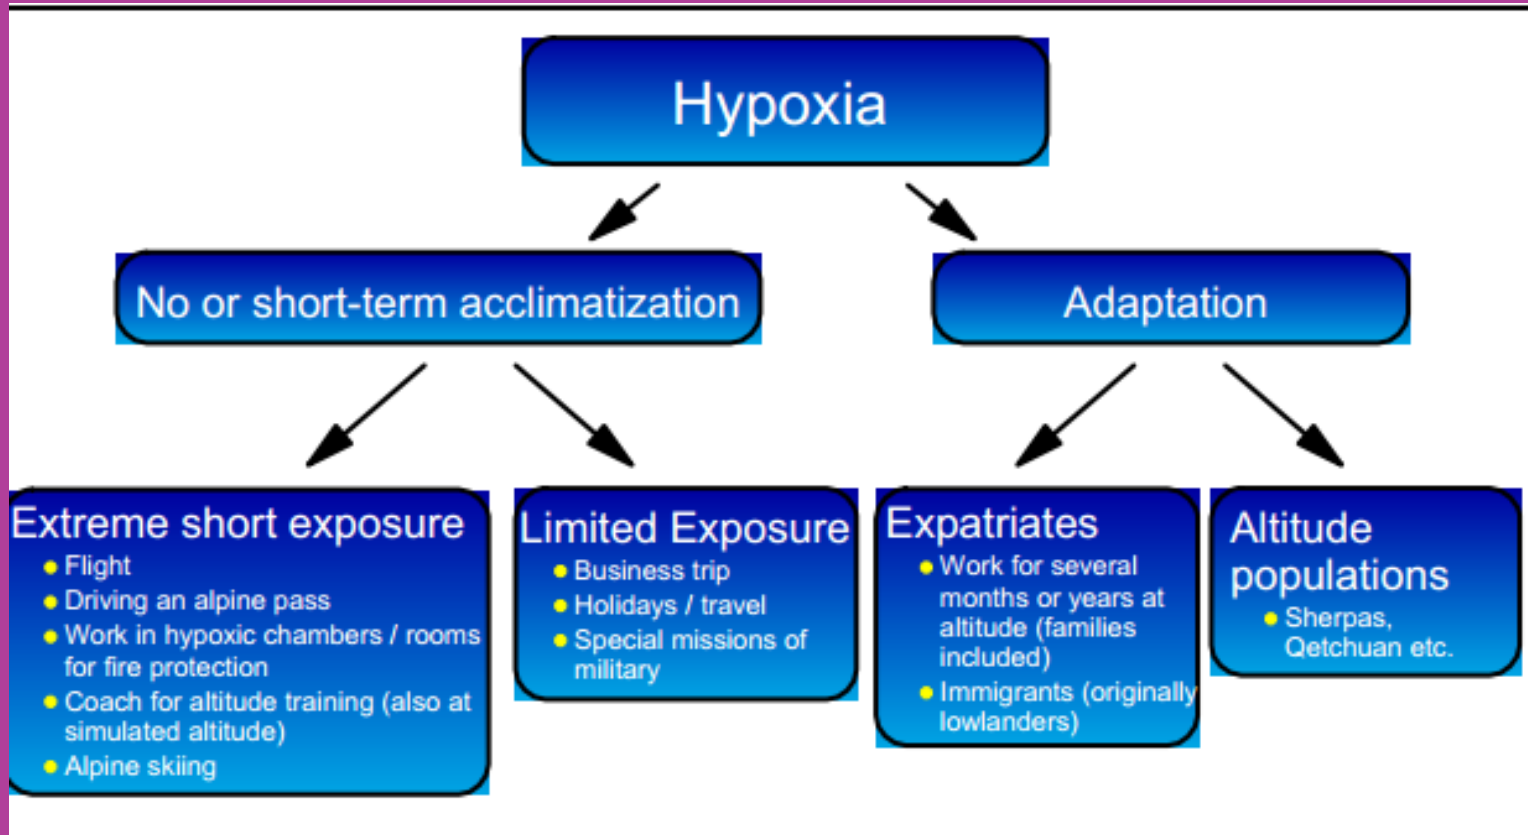 Hypoxia
No or short-term acclimatization
Adaptation
Extreme short exposure
Flight
Driving an alpine pass
Work in hypoxic chambers / rooms
for fire protection
Coach for altitude training (also at
simulated altitude)
Alpine skiing
Limited Exposure
Business trip
Holidays / travel
Special missions of
military
Expatriates
Work for several
months or years at
altitude (families
included)
Immigrants (originally
lowlanders)
Altitude
populations
Sherpas,
Qetchuan etc.